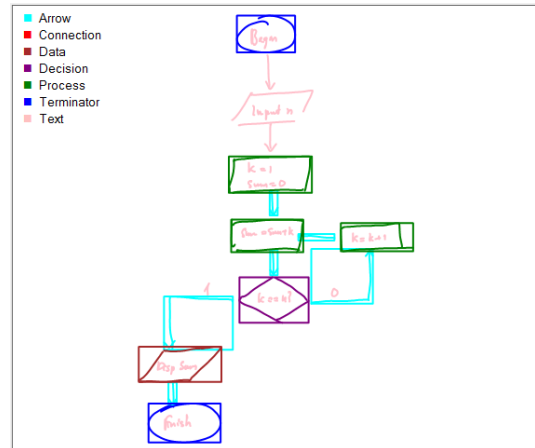 Arrow
Connection
Data
Decision
Process
Terminator
Text
Begin
Input n
k = 1
sum = 0
sum = sum + k
k = k + 1
k == n?
1
0
Disp Sum
Finish